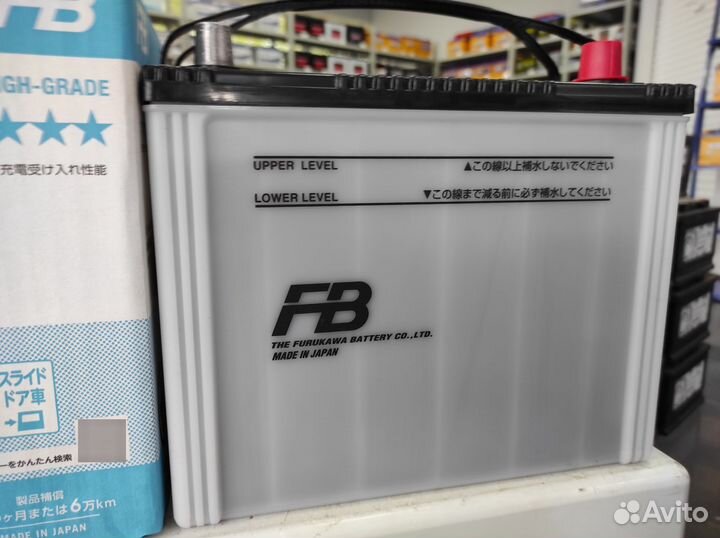 FB
HIGH-GRADE
充電受け入れ性能
スライド
ドア車
をかんたん検索
製品補償
月または6万km
MADE IN JAPAN
UPPER LEVEL ▲この線以上補水しないでください
LOWER LEVEL ▼この線まで減る前に必ず補水してください
FB
THE FURUKAWA BATTERY CO.,LTD.
MADE IN JAPAN
Avito